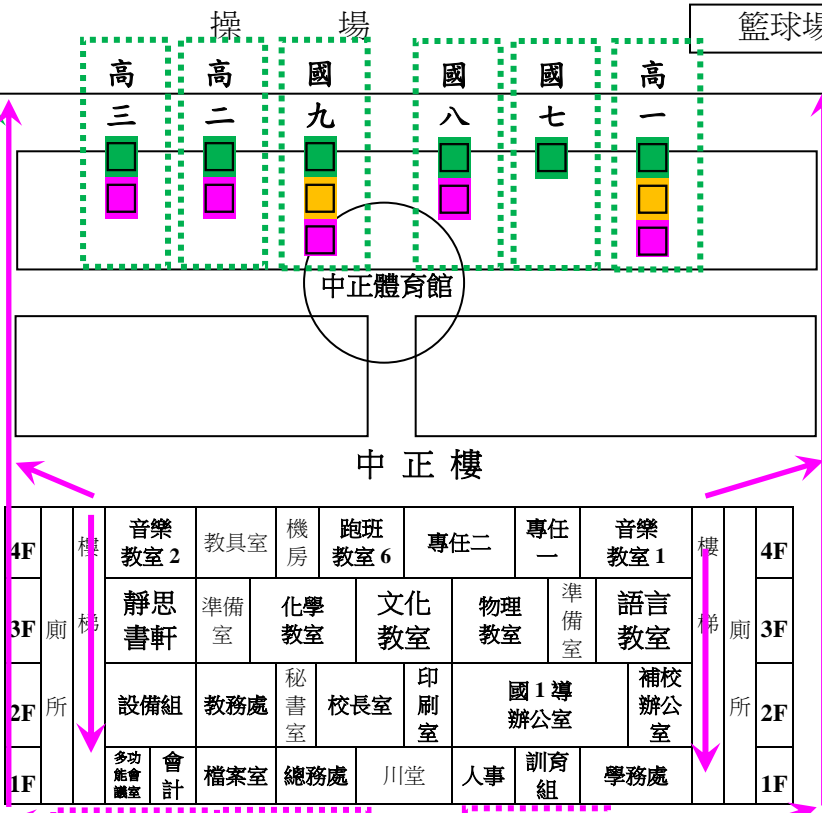 操 場
籃球場
高三
高二
國九
國八
國七
高一
中正體育館
中 正 樓
4F
音樂
教室 2
教具室
機房
跑班
教室 6
專任二
專任
一
音樂
教室 1
4F
樓梯
樓梯
3F
廁所
靜思
書軒
準備
室
化學
教室
文化
教室
物理
教室
準備室
語言
教室
廁所
3F
2F
設備組
教務處
秘書室
校長室
印刷室
國 1 導
辦公室
補校
辦公
室
2F
1F
多功
能會
議室
會計
檔案室
總務處
川堂
人事
訓育
組
學務處
1F